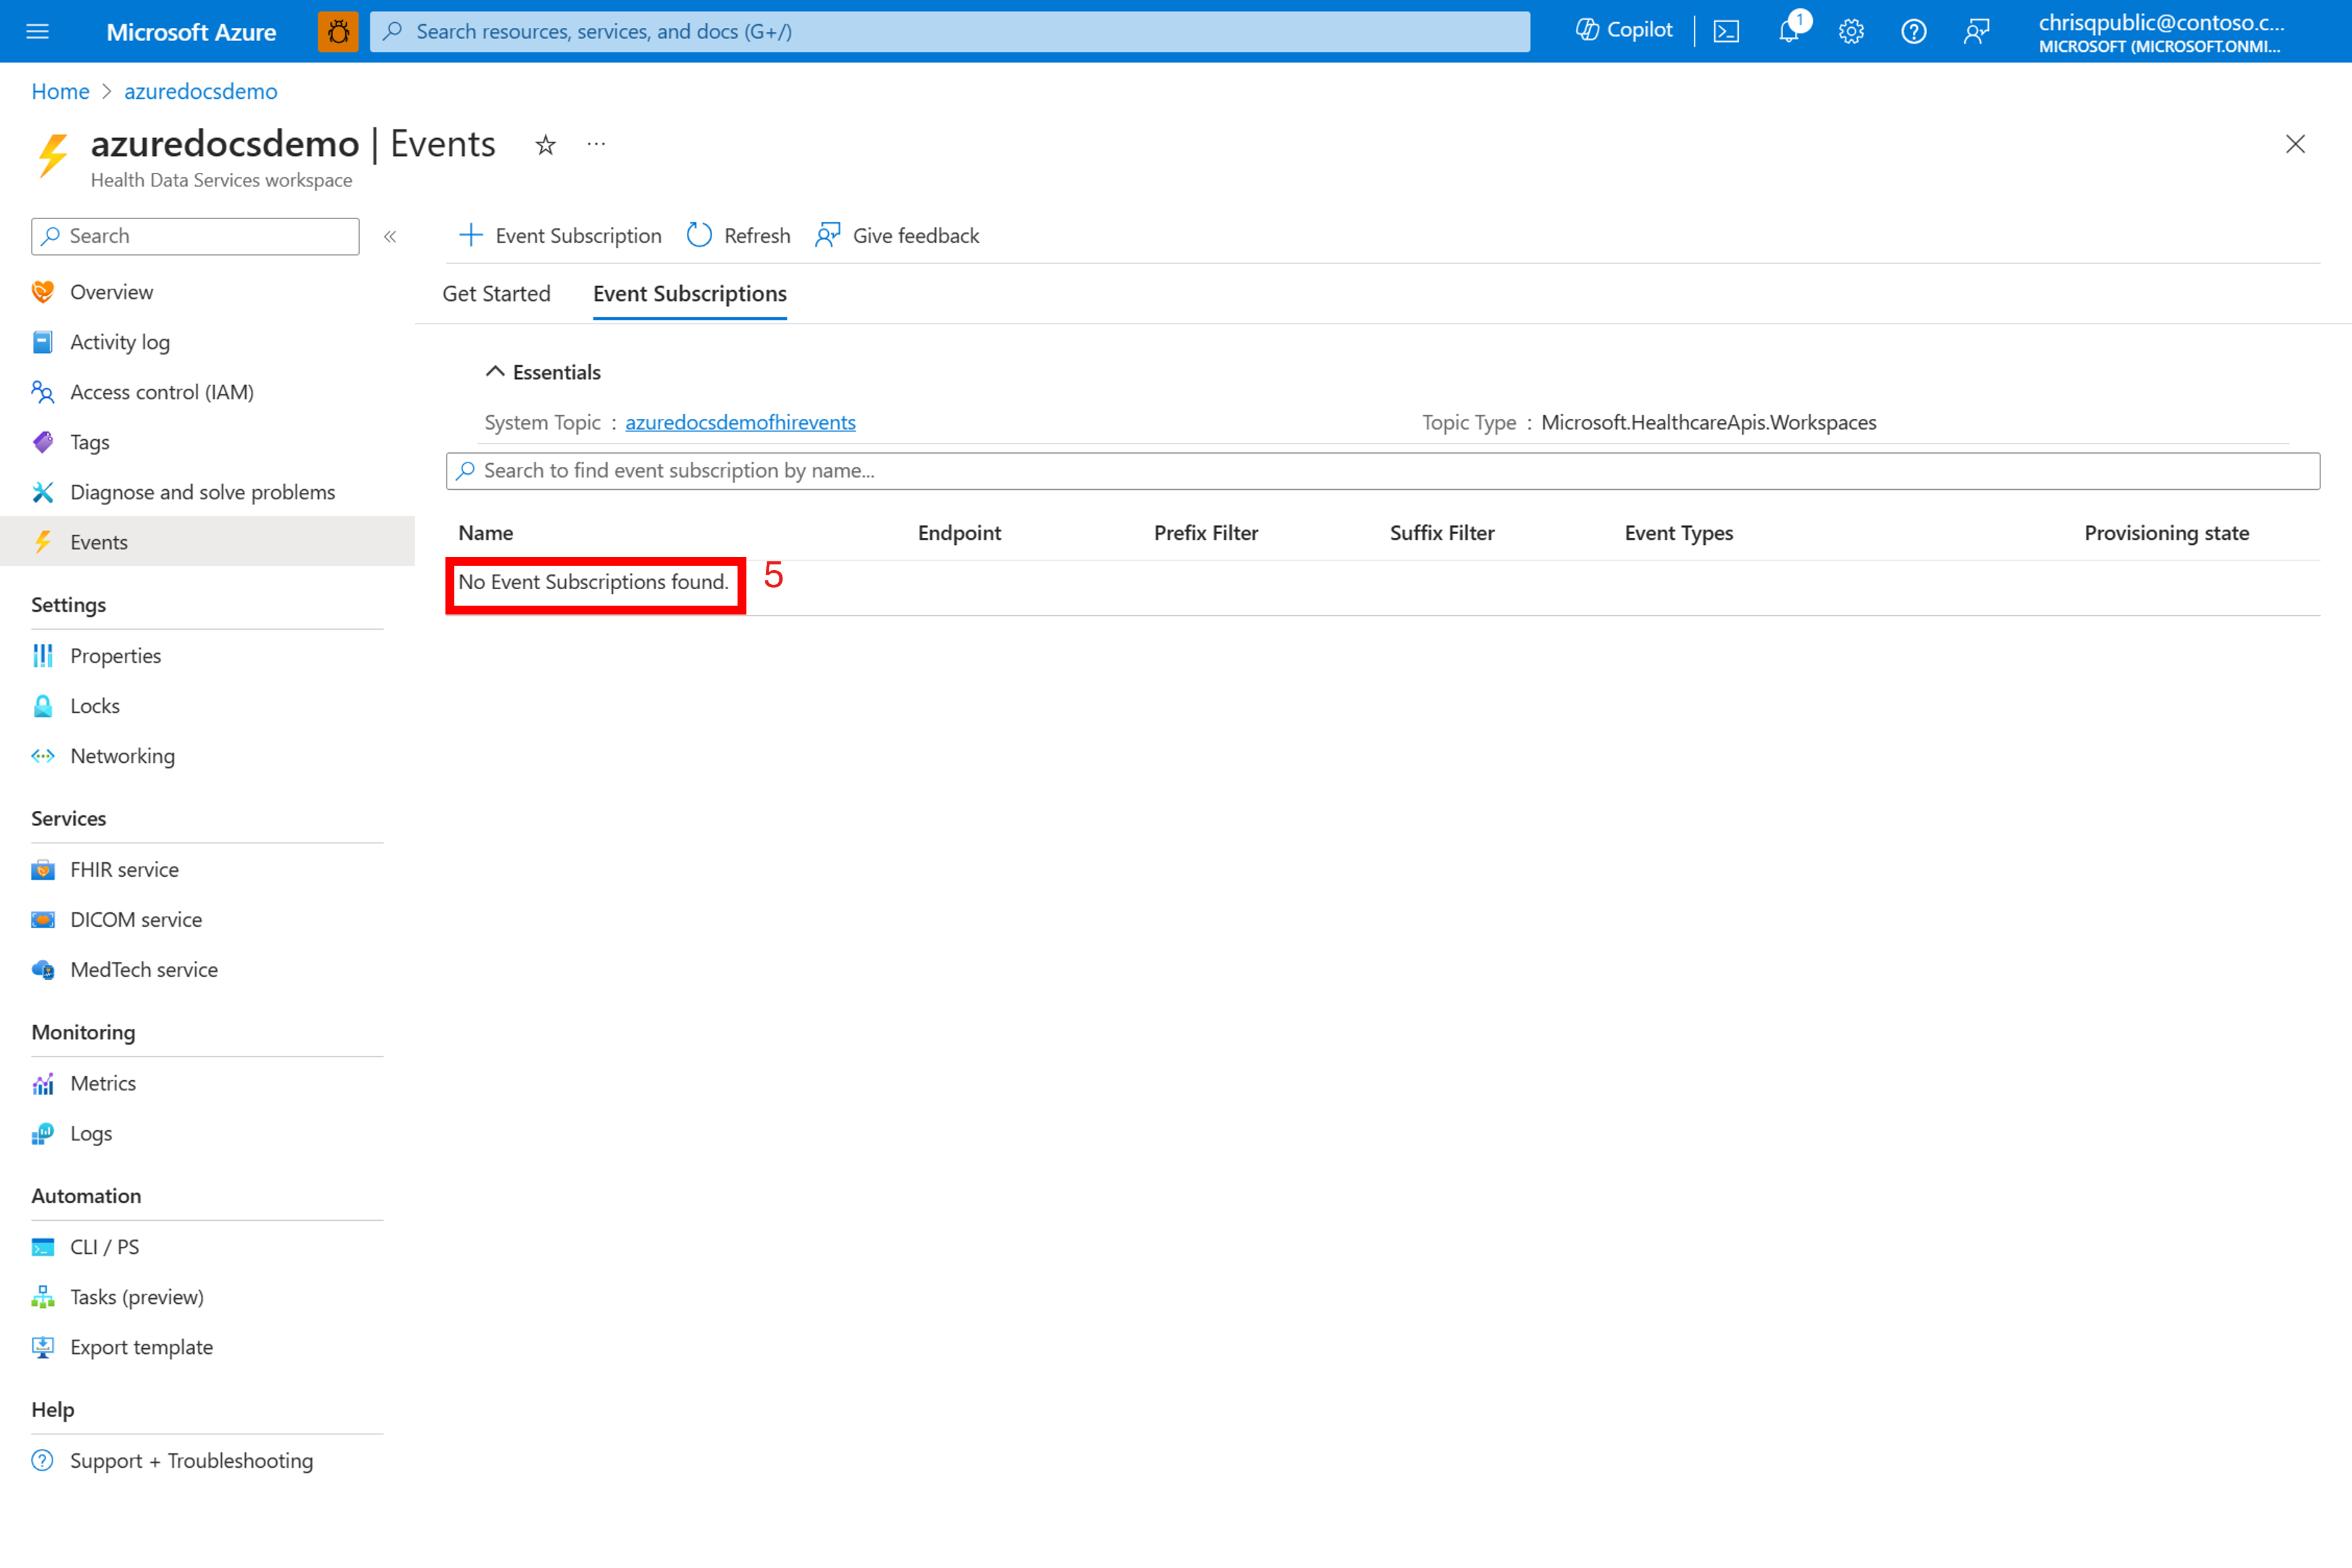 Microsoft Azure
Search resources, services, and docs (G+/)
Copilot
1
chrisqpublic@contoso.c...
MICROSOFT (MICROSOFT.ONMI...
Home > azuredocsdemo
azuredocsdemo | Events
Health Data Services workspace
Search
Event Subscription
Refresh
Give feedback
Overview
Activity log
Access control (IAM)
Tags
Diagnose and solve problems
Events
Settings
Properties
Locks
Networking
Services
FHIR service
DICOM service
MedTech service
Monitoring
Metrics
Logs
Automation
CLI / PS
Tasks (preview)
Export template
Help
Support + Troubleshooting
Get Started
Event Subscriptions
Essentials
System Topic : azuredocsdemofhirevents
Topic Type : Microsoft.HealthcareApis.Workspaces
Search to find event subscription by name...
Name Endpoint Prefix Filter Suffix Filter Event Types Provisioning state
No Event Subscriptions found.
5